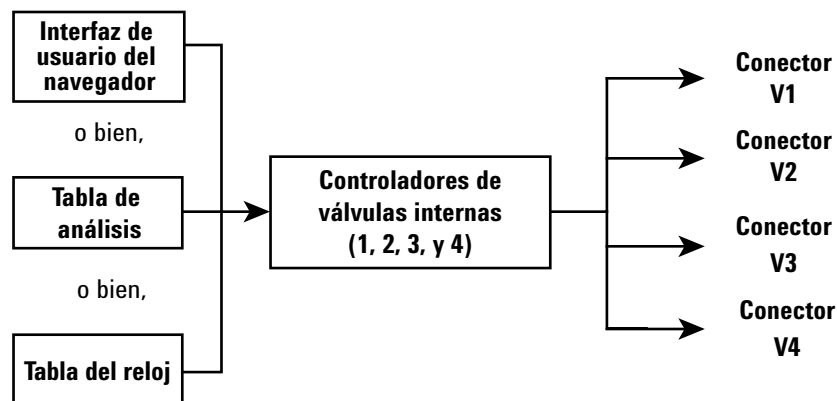 Interfaz de
usuario del
navegador
o bien,
Tabla de
análisis
o bien,
Tabla del reloj
Controladores de
válvulas internas
(1, 2, 3, y 4)
Conector
V1
Conector
V2
Conector
V3
Conector
V4